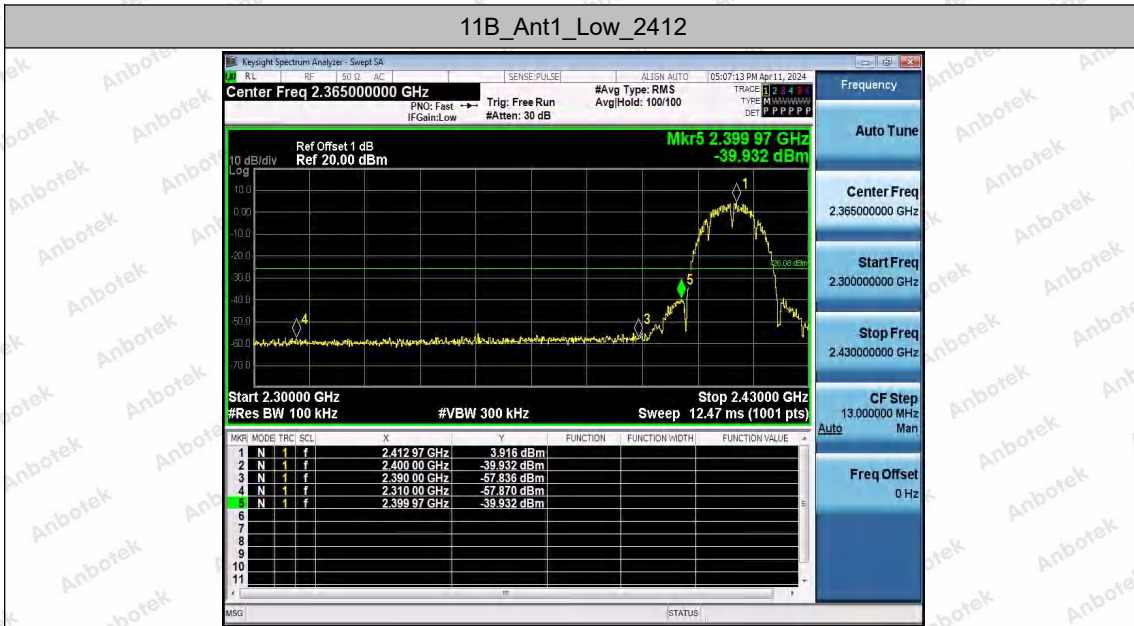 11B_Ant1_Low_2412
Keysight Spectrum Analyzer - Swept SA
RL RF 50 Ω AC SENSE:PULSE ALIGN AUTO 05:07:13 PM Apr 11, 2024
Center Freq 2.365000000 GHz
PNO: Fast
IFGain:Low
Trig: Free Run
#Atten: 30 dB
#Avg Type: RMS
Avg|Hold: 100/100
TRACE 1 2 3 4 5 6
TYPE M WWWWW
DET P P P P P P
Mkr5 2.399 97 GHz
-39.932 dBm
Ref Offset 1 dB
10 dB/div Ref 20.00 dBm
Log
10.0
0.00
-10.0
-20.0
-30.0
-40.0
-50.0
-60.0
-70.0
1
-26.08 dBm
5
4
3
Start 2.30000 GHz Stop 2.43000 GHz
#Res BW 100 kHz #VBW 300 kHz Sweep 12.47 ms (1001 pts)
MKR MODE TRC SCL X Y FUNCTION FUNCTION WIDTH FUNCTION VALUE
1 N 1 f 2.412 97 GHz 3.916 dBm
2 N 1 f 2.400 00 GHz -39.932 dBm
3 N 1 f 2.390 00 GHz -57.836 dBm
4 N 1 f 2.310 00 GHz -57.870 dBm
5 N 1 f 2.399 97 GHz -39.932 dBm
6
7
8
9
10
11
MSG STATUS
Frequency
Auto Tune
Center Freq
2.365000000 GHz
Start Freq
2.300000000 GHz
Stop Freq
2.430000000 GHz
CF Step
13.000000 MHz
Auto Man
Freq Offset
0 Hz
Anbotek